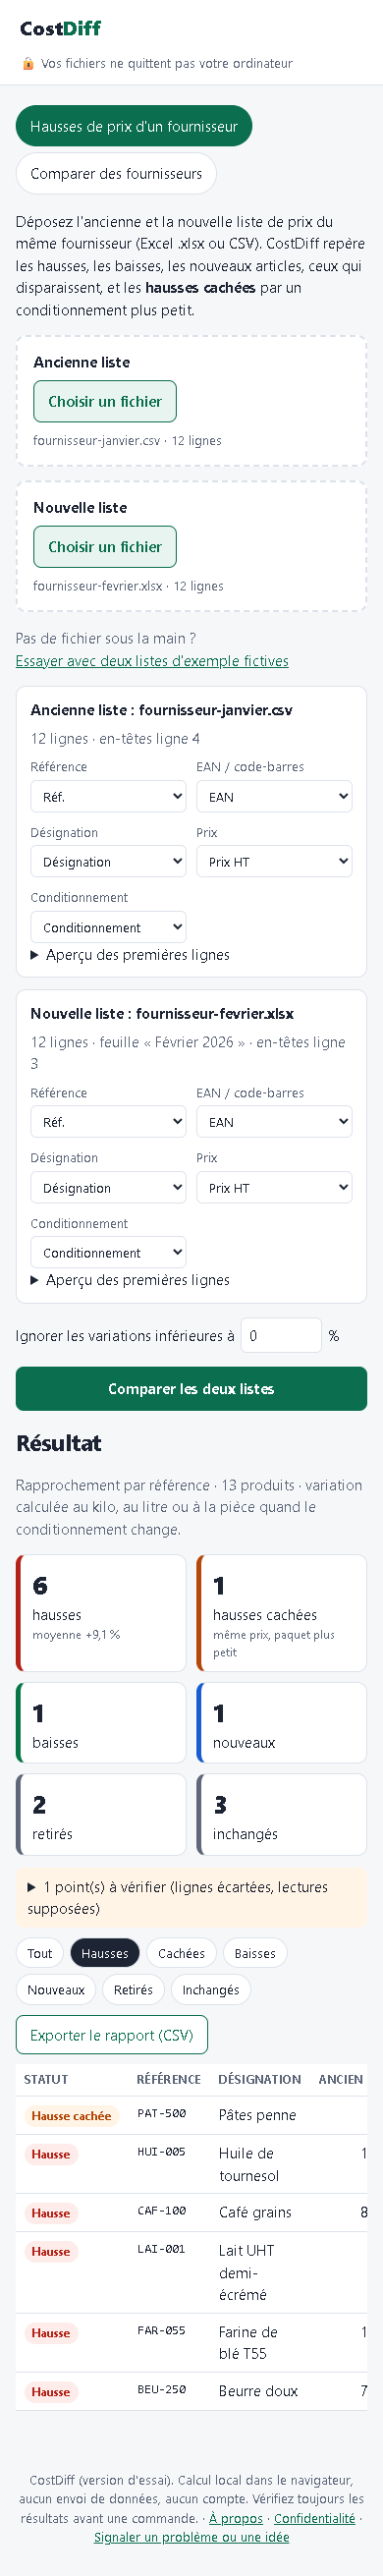 CostDiff
🔒 Vos fichiers ne quittent pas votre ordinateur
Hausses de prix d'un fournisseur
Comparer des fournisseurs
Déposez l'ancienne et la nouvelle liste de prix du
même fournisseur (Excel .xlsx ou CSV). CostDiff repère
les hausses, les baisses, les nouveaux articles, ceux qui
disparaissent, et les hausses cachées par un
conditionnement plus petit.
Ancienne liste
Choisir un fichier
fournisseur-janvier.csv · 12 lignes
Nouvelle liste
Choisir un fichier
fournisseur-fevrier.xlsx · 12 lignes
Pas de fichier sous la main ?
Essayer avec deux listes d'exemple fictives
Ancienne liste : fournisseur-janvier.csv
12 lignes · en-têtes ligne 4
Référence EAN / code-barres
Réf. EAN
Désignation Prix
Désignation Prix HT
Conditionnement
Conditionnement
▶ Aperçu des premières lignes
Nouvelle liste : fournisseur-fevrier.xlsx
12 lignes · feuille « Février 2026 » · en-têtes ligne
3
Référence EAN / code-barres
Réf. EAN
Désignation Prix
Désignation Prix HT
Conditionnement
Conditionnement
▶ Aperçu des premières lignes
Ignorer les variations inférieures à 0 %
Comparer les deux listes
Résultat
Rapprochement par référence · 13 produits · variation
calculée au kilo, au litre ou à la pièce quand le
conditionnement change.
6
hausses
moyenne +9,1 %
1
hausses cachées
même prix, paquet plus
petit
1
baisses
1
nouveaux
2
retirés
3
inchangés
▶ 1 point(s) à vérifier (lignes écartées, lectures
supposées)
Tout Hausses Cachées Baisses
Nouveaux Retirés Inchangés
Exporter le rapport (CSV)
STATUT RÉFÉRENCE DÉSIGNATION ANCIEN
Hausse cachée PAT-500 Pâtes penne
Hausse HUI-005 Huile de 1
tournesol
Hausse CAF-100 Café grains 8
Hausse LAI-001 Lait UHT
demi-
écrémé
Hausse FAR-055 Farine de 1
blé T55
Hausse BEU-250 Beurre doux 7
CostDiff (version d'essai). Calcul local dans le navigateur,
aucun envoi de données, aucun compte. Vérifiez toujours les
résultats avant une commande. · À propos · Confidentialité ·
Signaler un problème ou une idée